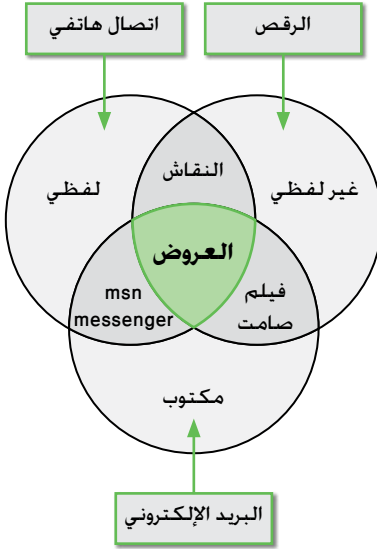 الرقص
اتصال هاتفي
النقاش
غير لفظي
لفظي
العروض
فيلم
صامت
msn
messenger
مكتوب
البريد الإلكتروني